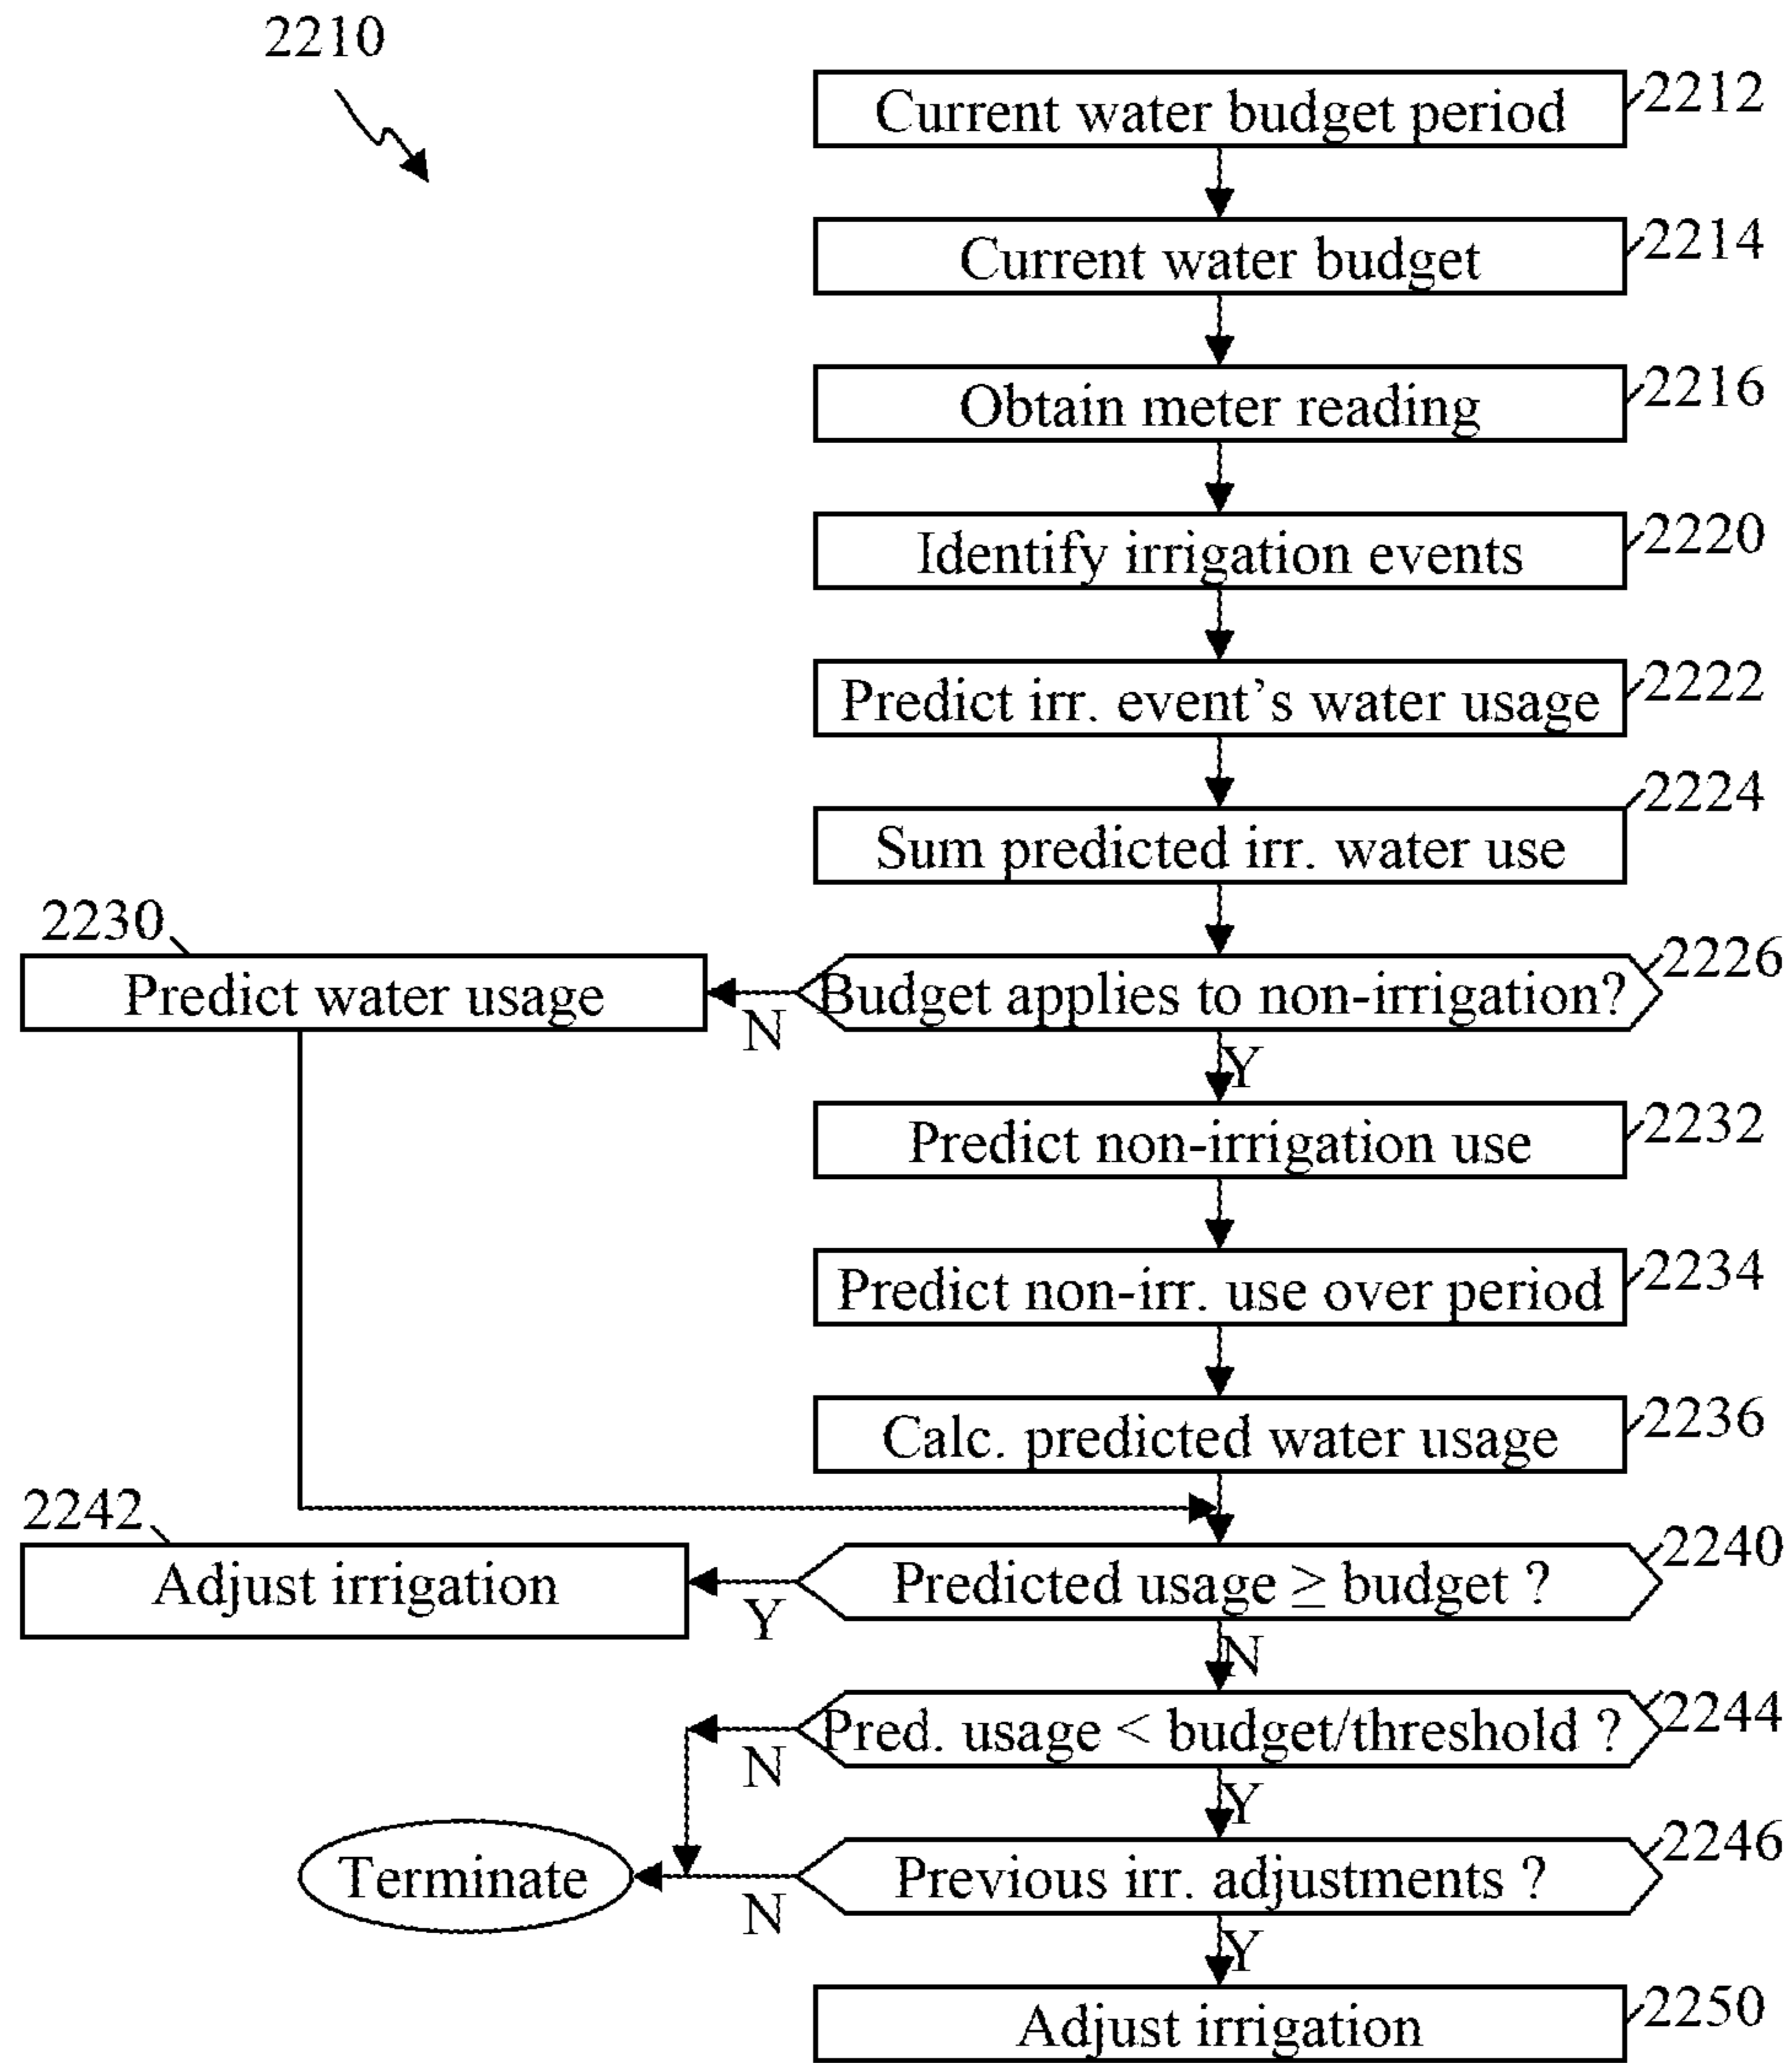 2210
Current water budget period 2212
Current water budget 2214
Obtain meter reading 2216
Identify irrigation events 2220
Predict irr. event's water usage 2222
Sum predicted irr. water use 2224
2230
Predict water usage
N
Budget applies to non-irrigation? 2226
Y
Predict non-irrigation use 2232
Predict non-irr. use over period 2234
Calc. predicted water usage 2236
2242
Adjust irrigation
Y
Predicted usage ≥ budget ? 2240
N
Pred. usage < budget/threshold ? 2244
N
Y
Terminate
N
Previous irr. adjustments ? 2246
Y
Adjust irrigation 2250